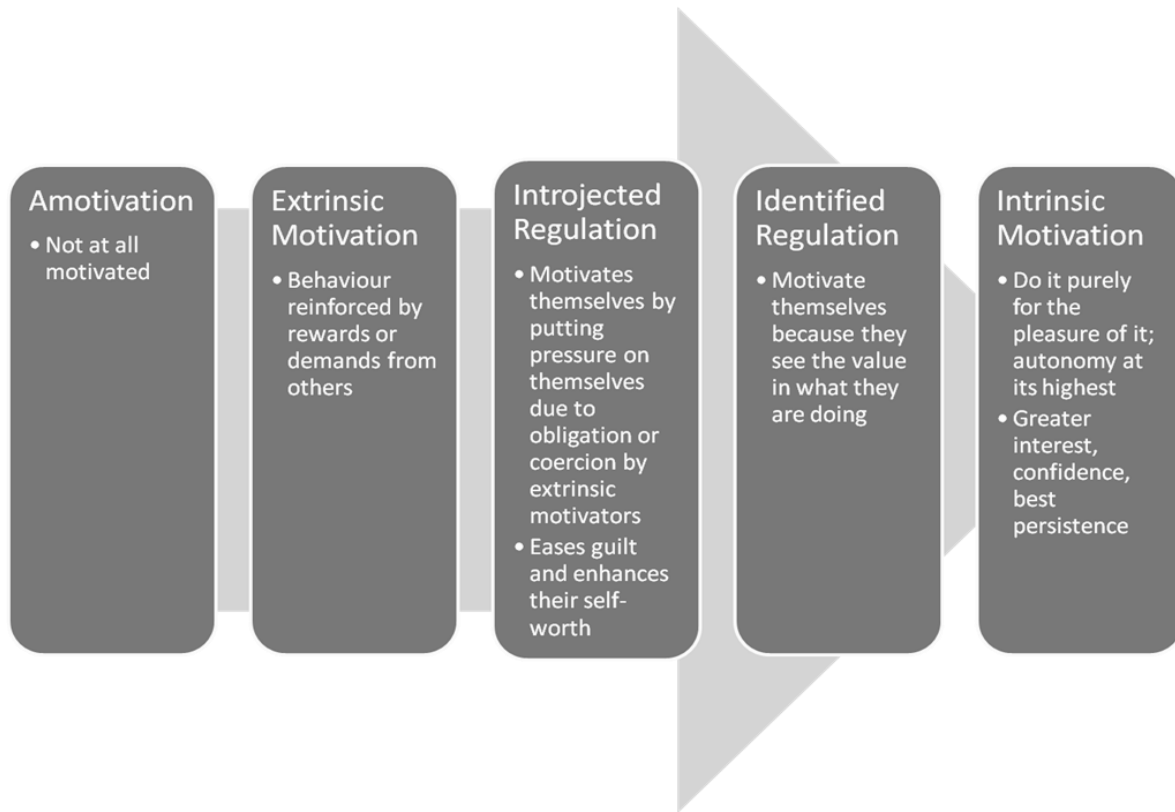 Amotivation
• Not at all
motivated
Extrinsic
Motivation
• Behaviour
reinforced by
rewards or
demands from
others
Introjected
Regulation
• Motivates
themselves by
putting
pressure on
themselves
due to
obligation or
coercion by
extrinsic
motivators
• Eases guilt
and enhances
their self-
worth
Identified
Regulation
• Motivate
themselves
because they
see the value
in what they
are doing
Intrinsic
Motivation
• Do it purely
for the
pleasure of it;
autonomy at
its highest
• Greater
interest,
confidence,
best
persistence